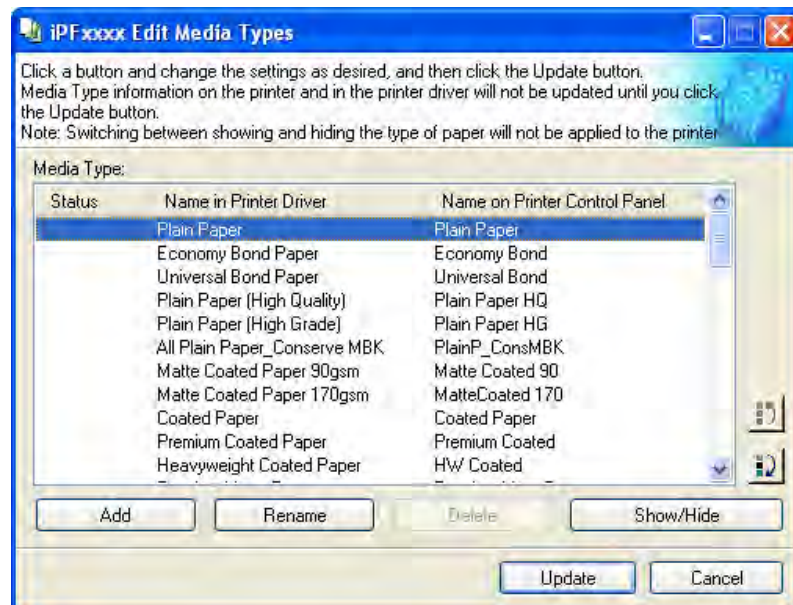 iPFxxxx Edit Media Types
Click a button and change the settings as desired, and then click the Update button.
Media Type information on the printer and in the printer driver will not be updated until you click
the Update button.
Note: Switching between showing and hiding the type of paper will not be applied to the printer
Media Type:
Status Name in Printer Driver Name on Printer Control Panel
Plain Paper Plain Paper
Economy Bond Paper Economy Bond
Universal Bond Paper Universal Bond
Plain Paper (High Quality) Plain Paper HQ
Plain Paper (High Grade) Plain Paper HG
All Plain Paper_Conserve MBK PlainP_ConsMBK
Matte Coated Paper 90gsm Matte Coated 90
Matte Coated Paper 170gsm MatteCoated 170
Coated Paper Coated Paper
Premium Coated Paper Premium Coated
Heavyweight Coated Paper HW Coated
Add Rename Delete Show/Hide
Update Cancel